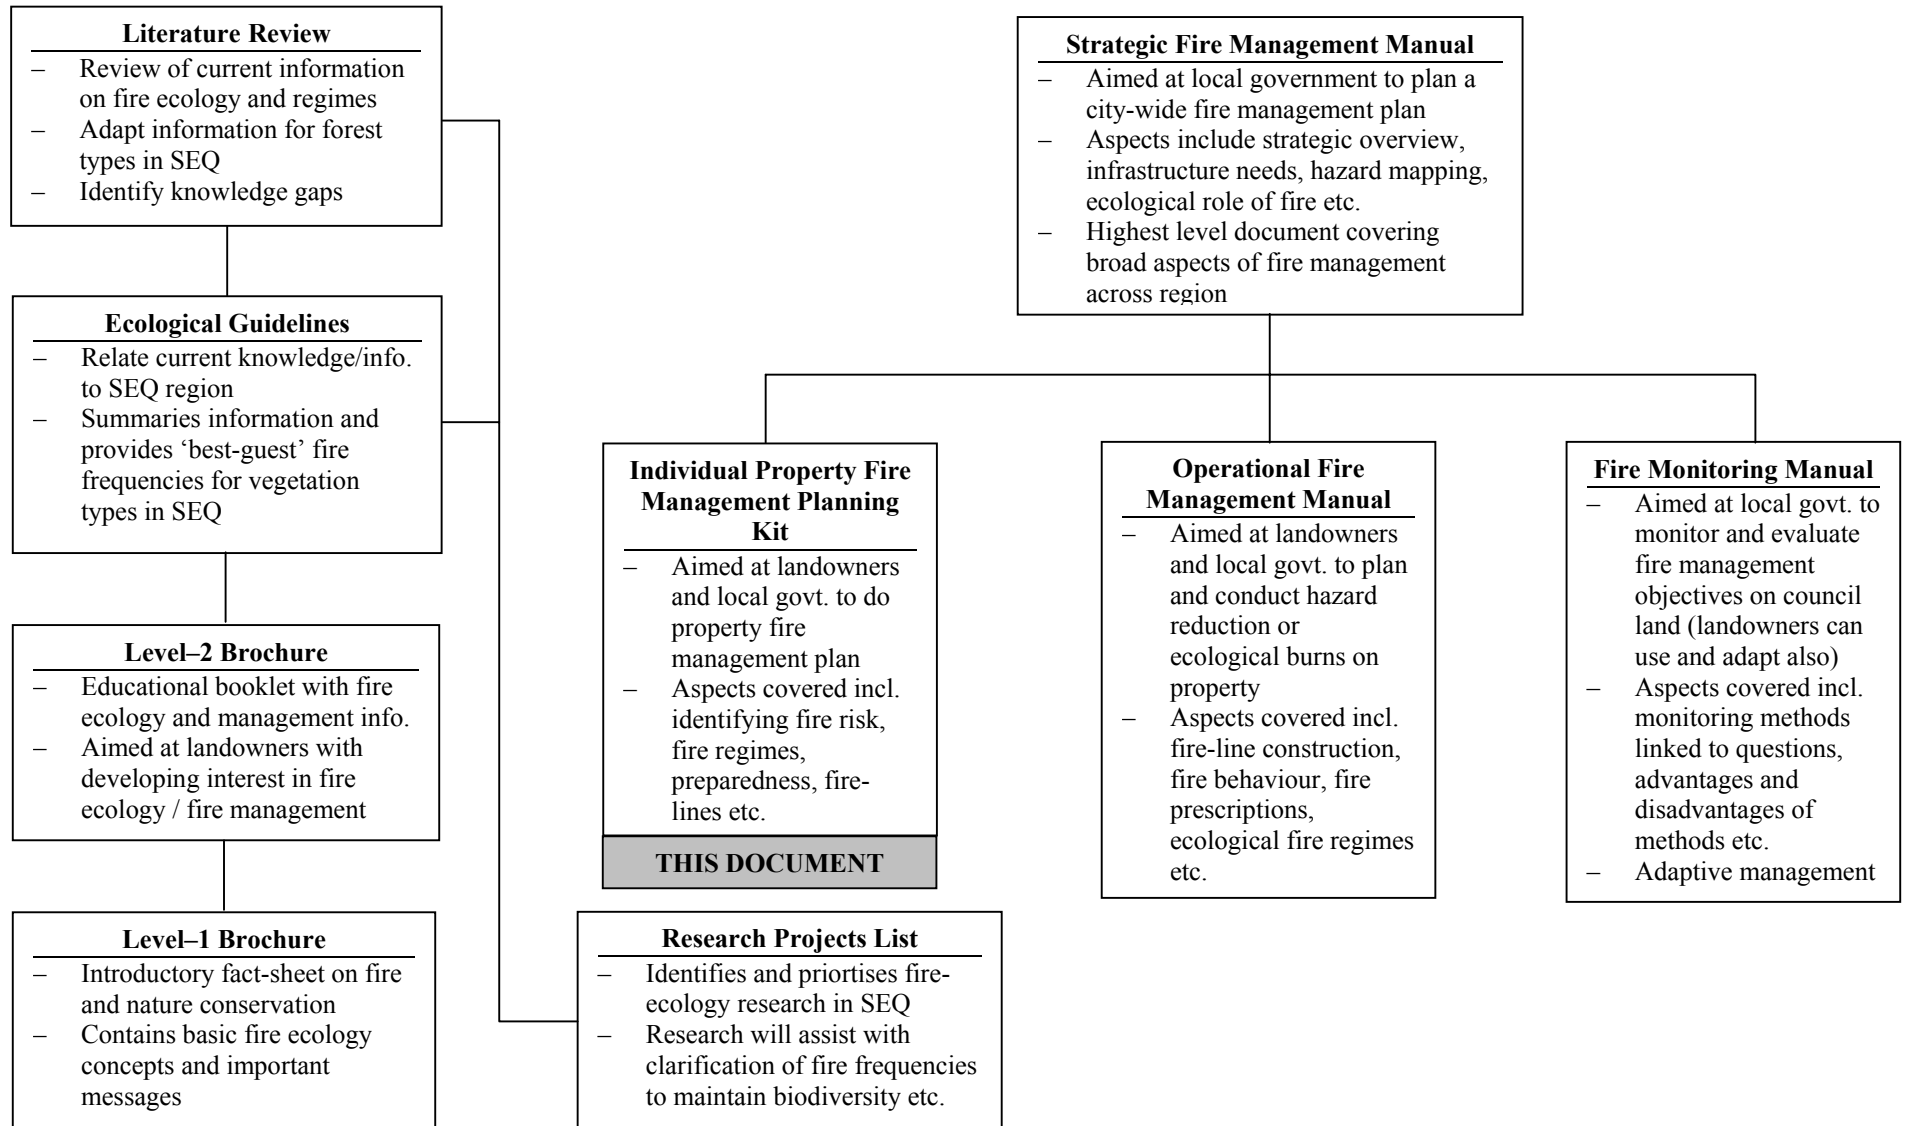 Literature Review
– Review of current information
on fire ecology and regimes
– Adapt information for forest
types in SEQ
– Identify knowledge gaps
Ecological Guidelines
– Relate current knowledge/info.
to SEQ region
– Summaries information and
provides ‘best-guest’ fire
frequencies for vegetation
types in SEQ
Level–2 Brochure
– Educational booklet with fire
ecology and management info.
– Aimed at landowners with
developing interest in fire
ecology / fire management
Level–1 Brochure
– Introductory fact-sheet on fire
and nature conservation
– Contains basic fire ecology
concepts and important
messages
Strategic Fire Management Manual
– Aimed at local government to plan a
city-wide fire management plan
– Aspects include strategic overview,
infrastructure needs, hazard mapping,
ecological role of fire etc.
– Highest level document covering
broad aspects of fire management
across region
Individual Property Fire
Management Planning
Kit
– Aimed at landowners
and local govt. to do
property fire
management plan
– Aspects covered incl.
identifying fire risk,
fire regimes,
preparedness, fire-
lines etc.
THIS DOCUMENT
Operational Fire
Management Manual
– Aimed at landowners
and local govt. to plan
and conduct hazard
reduction or
ecological burns on
property
– Aspects covered incl.
fire-line construction,
fire behaviour, fire
prescriptions,
ecological fire regimes
etc.
Fire Monitoring Manual
– Aimed at local govt. to
monitor and evaluate
fire management
objectives on council
land (landowners can
use and adapt also)
– Aspects covered incl.
monitoring methods
linked to questions,
advantages and
disadvantages of
methods etc.
– Adaptive management
Research Projects List
– Identifies and priortises fire-
ecology research in SEQ
– Research will assist with
clarification of fire frequencies
to maintain biodiversity etc.